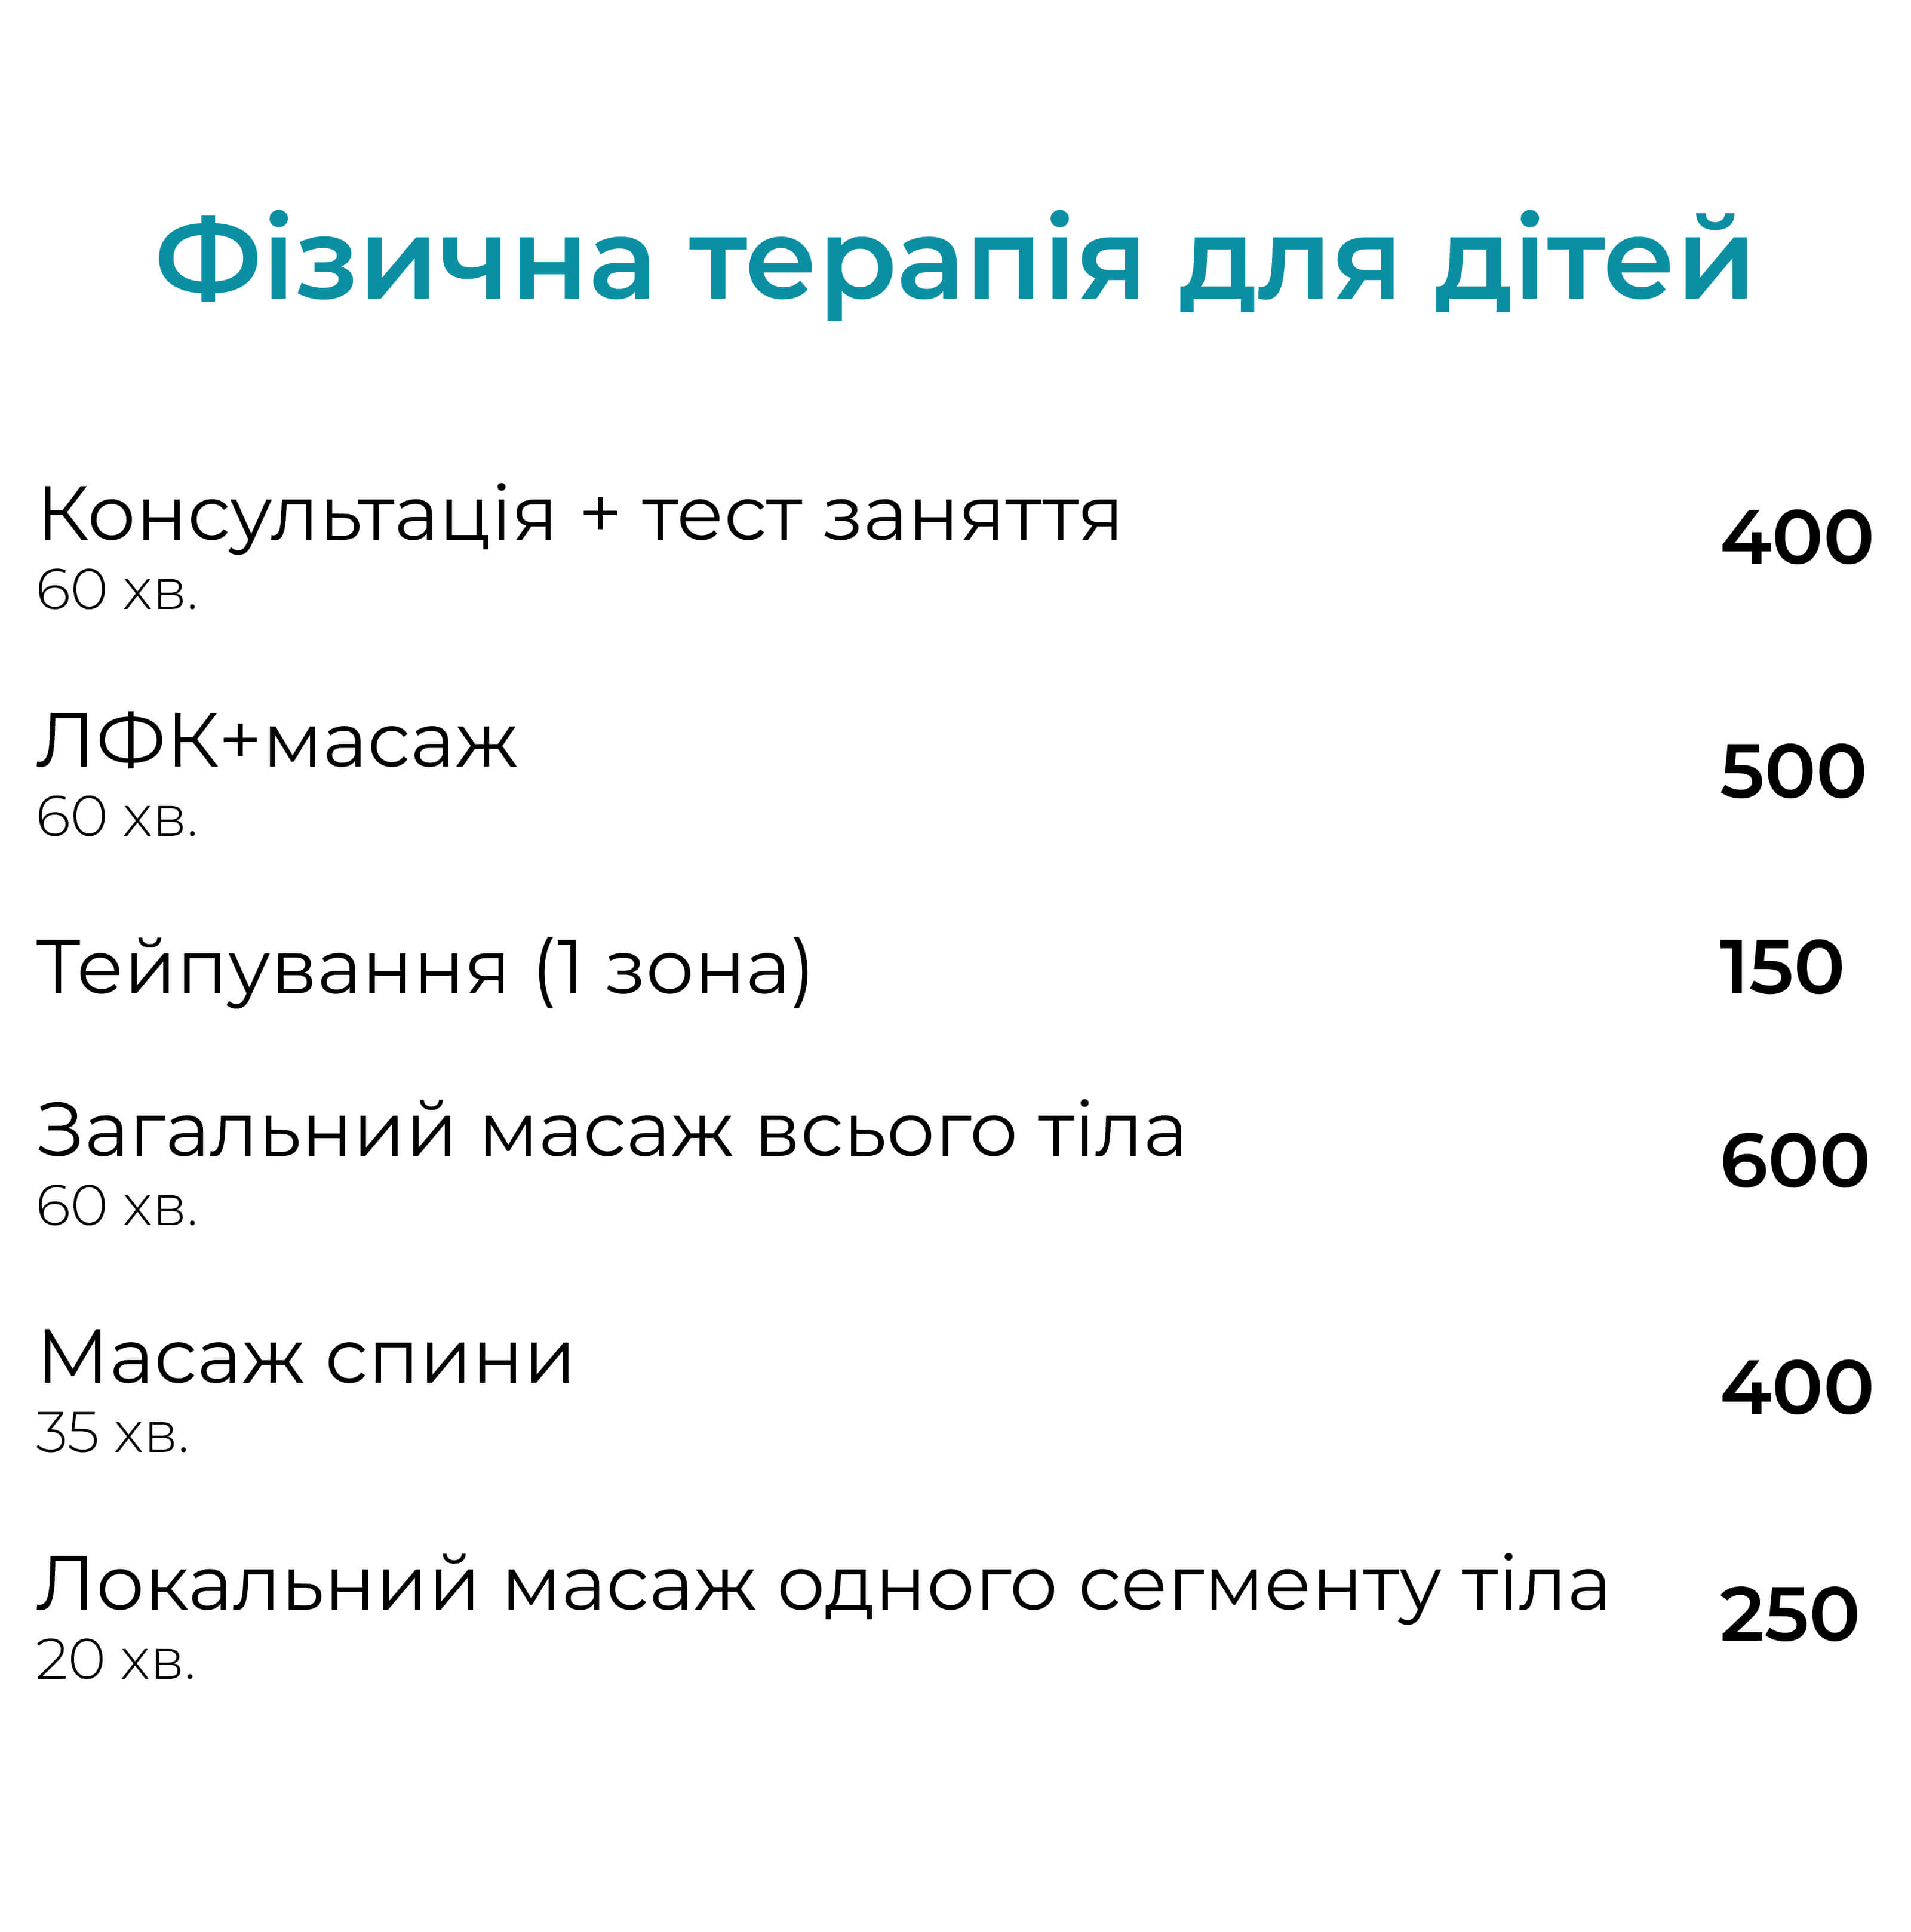 Фізична терапія для дітей
Консультація + тест заняття
400
60 хв.
ЛФК+масаж
500
60 хв.
Тейпування (1 зона)
150
Загальний масаж всього тіла
600
60 хв.
Масаж спини
400
35 хв.
Локальний масаж одного сегменту тіла
250
20 хв.